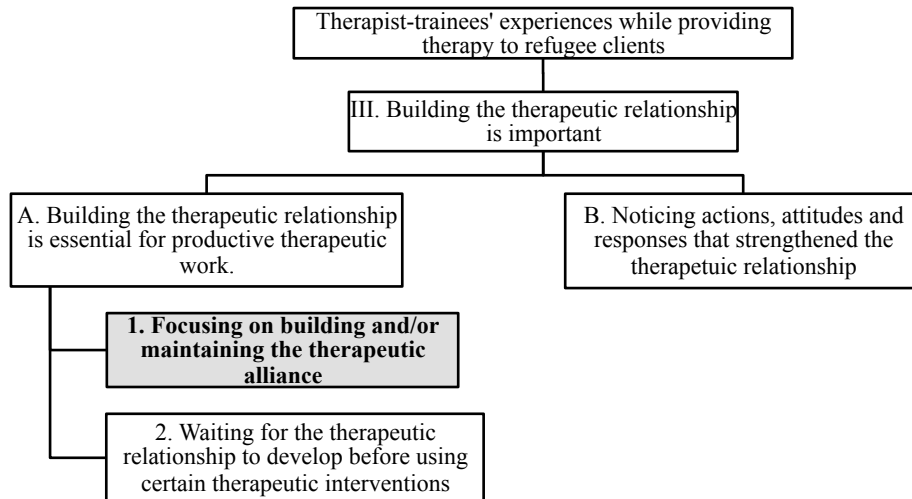 Therapist-trainees' experiences while providing
therapy to refugee clients
III. Building the therapeutic relationship
is important
A. Building the therapeutic relationship
is essential for productive therapeutic
work.
B. Noticing actions, attitudes and
responses that strengthened the
therapetuic relationship
1. Focusing on building and/or
maintaining the therapeutic
alliance
2. Waiting for the therapeutic
relationship to develop before using
certain therapeutic interventions